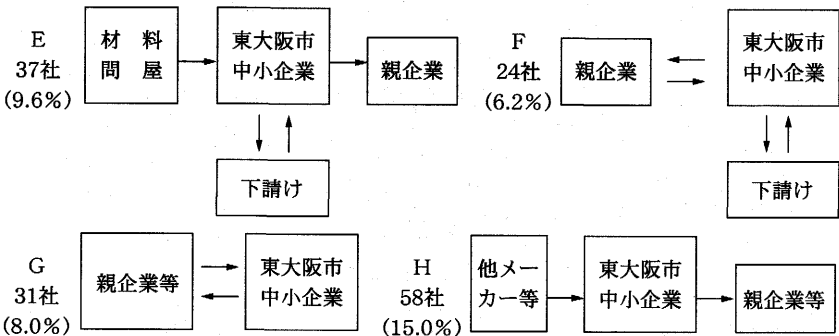 E
37社
(9.6%)
材 料
問 屋
東大阪市
中小企業
親企業
下請け
F
24社
(6.2%)
親企業
東大阪市
中小企業
下請け
G
31社
(8.0%)
親企業等
東大阪市
中小企業
H
58社
(15.0%)
他メー
カー等
東大阪市
中小企業
親企業等